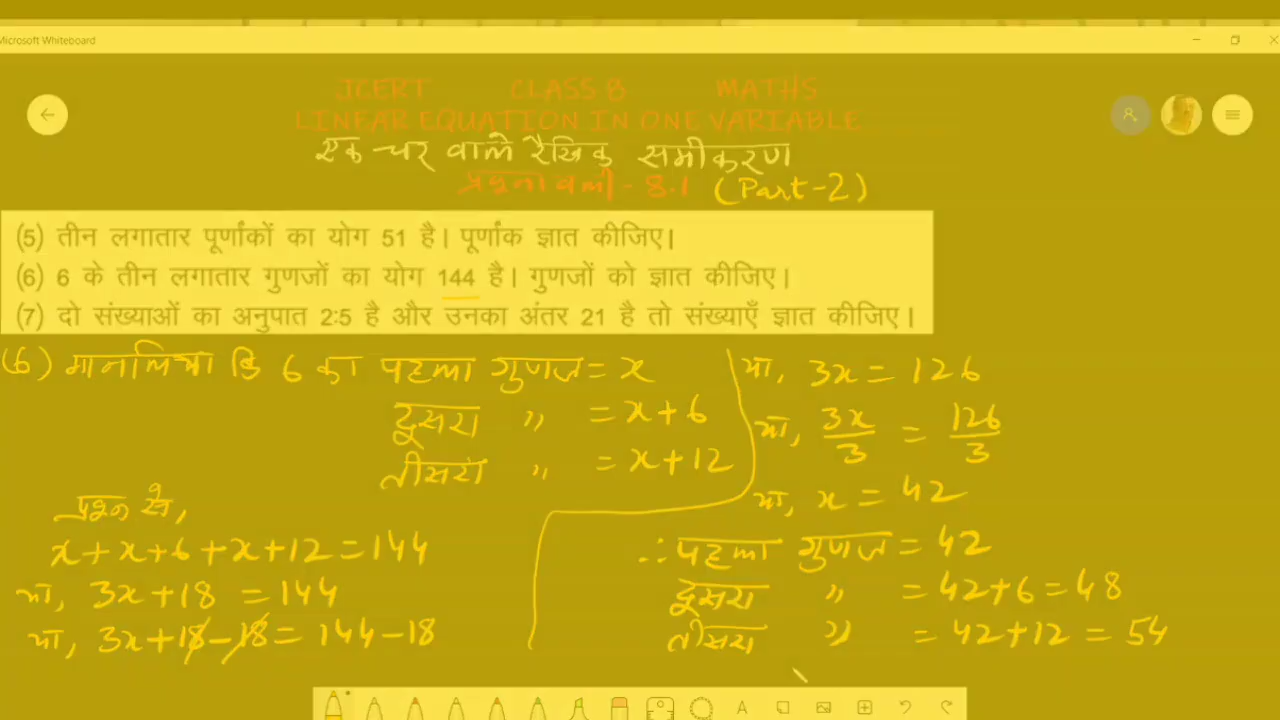 Microsoft Whiteboard
JCERT CLASS 8 MATHS
LINEAR EQUATION IN ONE VARIABLE
एक चर वाले रैखिक समीकरण
प्रश्नावली - 8.1 (Part-2)
(5) तीन लगातार पूर्णांकों का योग 51 है। पूर्णांक ज्ञात कीजिए।
(6) 6 के तीन लगातार गुणजों का योग 144 है। गुणजों को ज्ञात कीजिए।
(7) दो संख्याओं का अनुपात 2:5 है और उनका अंतर 21 है तो संख्याएँ ज्ञात कीजिए।
(6) मानलिया कि 6 का पहला गुणज = x
दूसरा " = x+6
तीसरा " = x+12
प्रश्न से,
x+x+6+x+12=144
या, 3x+18 =144
या, 3x+18-18= 144-18
या, 3x = 126
या, 3x/3 = 126/3
या, x = 42
∴ पहला गुणज = 42
दूसरा " = 42+6=48
तीसरा " = 42+12 = 54